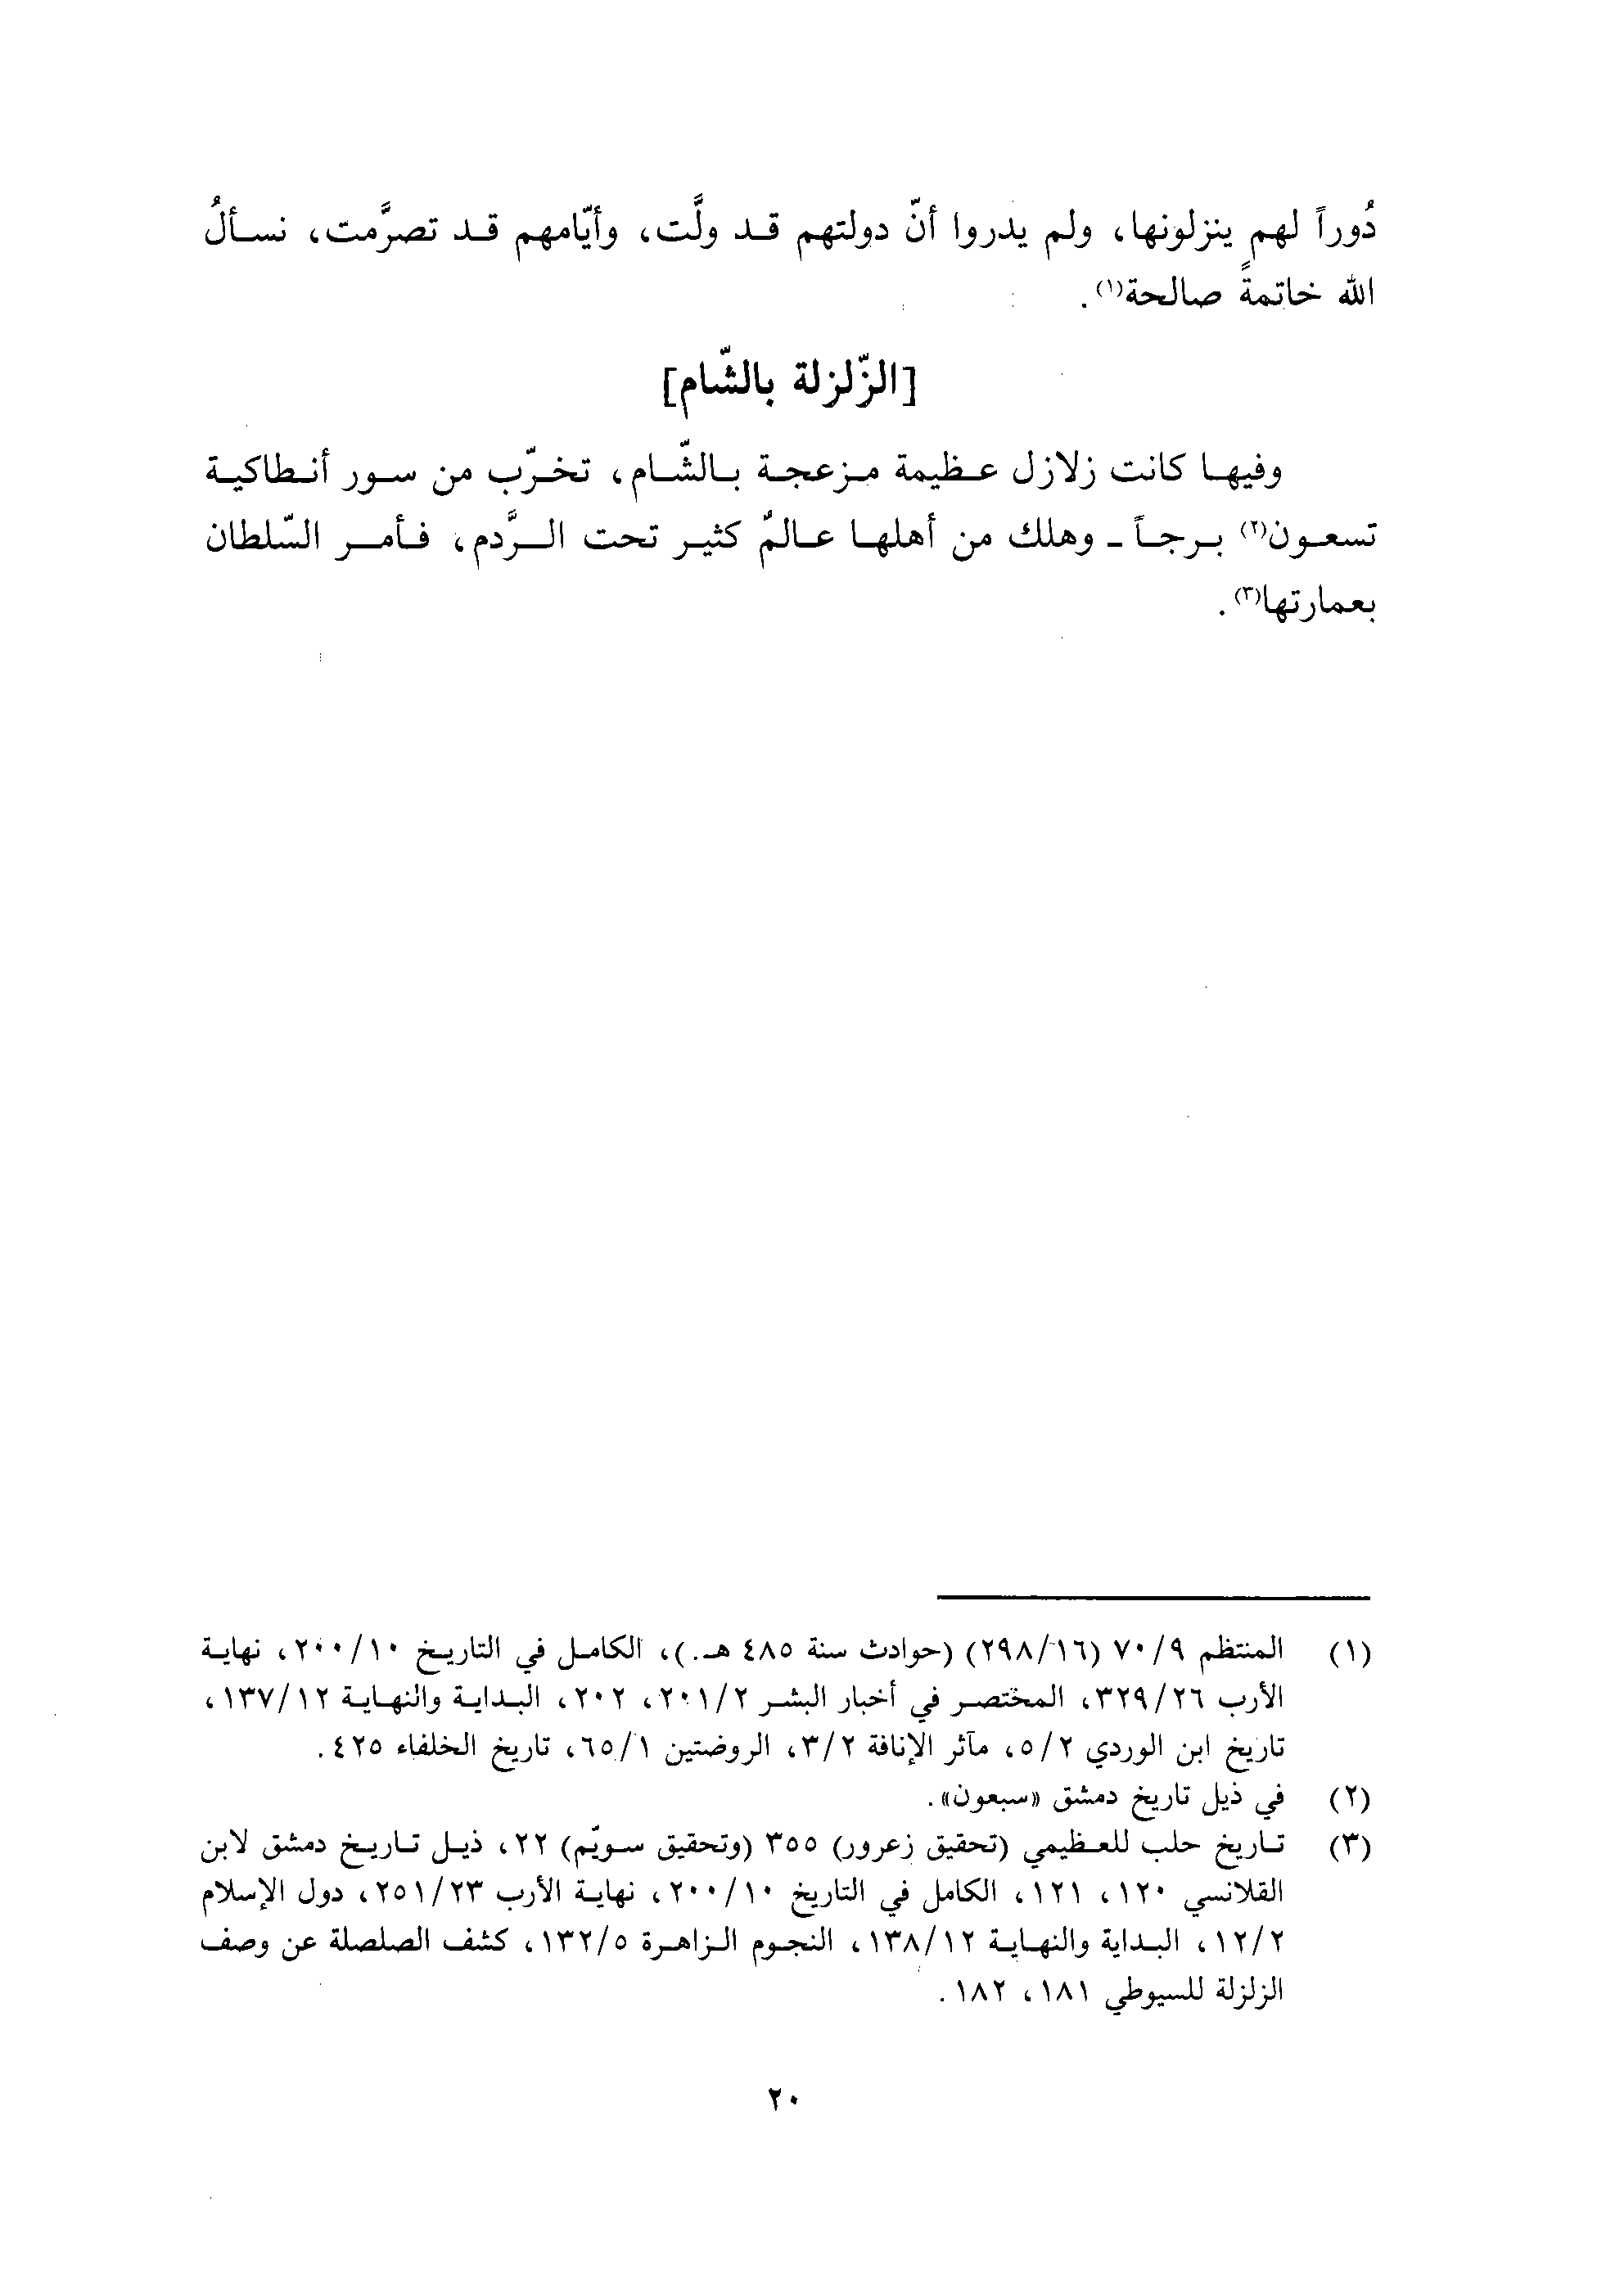 دُوراً لهم ينزلونها، ولم يدروا أنّ دولتهم قد ولَّت، وأيّامهم قد تصرَّمت، نسألُ
الله خاتمةً صالحة(١).
[الزّلزلة بالشّام]
وفيها كانت زلازل عظيمة مزعجة بالشّام، تخرّب من سور أنطاكية
تسعون(٢) برجاً ـ وهلك من أهلها عالمٌ كثير تحت الرَّدم، فأمر السّلطان
بعمارتها(٣).
(١) المنتظم ٧٠/٩ (٢٩٨/١٦) (حوادث سنة ٤٨٥ هـ.)، الكامل في التاريخ ٢٠٠/١٠، نهاية
الأرب ٣٢٩/٢٦، المختصر في أخبار البشر ٢٠١/٢، ٢٠٢، البداية والنهاية ١٣٧/١٢،
تاريخ ابن الوردي ٥/٢، مآثر الإنافة ٣/٢، الروضتين ٦٥/١، تاريخ الخلفاء ٤٢٥.
(٢) في ذيل تاريخ دمشق «سبعون».
(٣) تاريخ حلب للعظيمي (تحقيق زعرور) ٣٥٥ (وتحقيق سويّم) ٢٢، ذيل تاريخ دمشق لابن
القلانسي ١٢٠، ١٢١، الكامل في التاريخ ٢٠٠/١٠، نهاية الأرب ٢٥١/٢٣، دول الإسلام
١٢/٢، البداية والنهاية ١٣٨/١٢، النجوم الزاهرة ١٣٢/٥، كشف الصلصلة عن وصف
الزلزلة للسيوطي ١٨١، ١٨٢.
٢٠